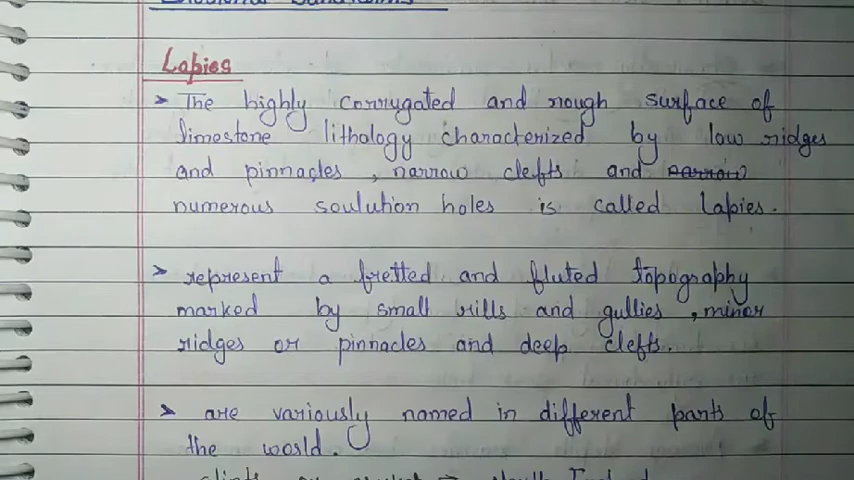 Lapies
➤ The highly corrugated and rough surface of
limestone lithology characterized by low ridges
and pinnacles, narrow clefts and narrow
numerous soulution holes is called lapies.
➤ represent a fretted and fluted topography
marked by small rills and gullies, minor
ridges or pinnacles and deep clefts.
➤ are variously named in different parts of
the world.